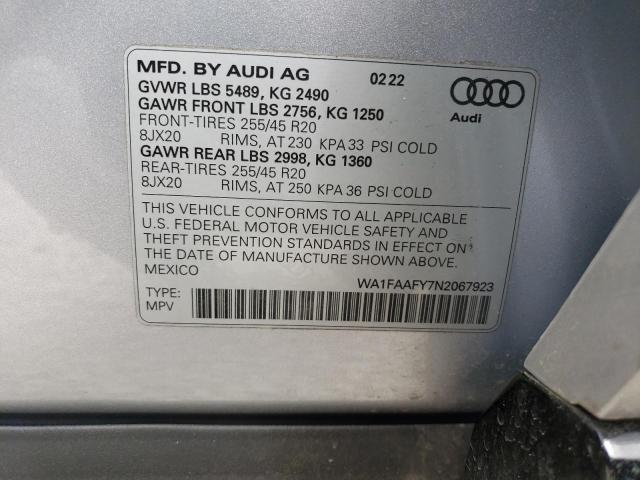 MFD. BY AUDI AG 02 22
GVWR LBS 5489, KG 2490
GAWR FRONT LBS 2756, KG 1250
FRONT-TIRES 255/45 R20
8JX20 RIMS, AT 230 KPA 33 PSI COLD
GAWR REAR LBS 2998, KG 1360
REAR-TIRES 255/45 R20
8JX20 RIMS, AT 250 KPA 36 PSI COLD
Audi
THIS VEHICLE CONFORMS TO ALL APPLICABLE
U.S. FEDERAL MOTOR VEHICLE SAFETY AND
THEFT PREVENTION STANDARDS IN EFFECT ON
THE DATE OF MANUFACTURE SHOWN ABOVE.
MEXICO
WA1FAAFY7N2067923
TYPE:
MPV